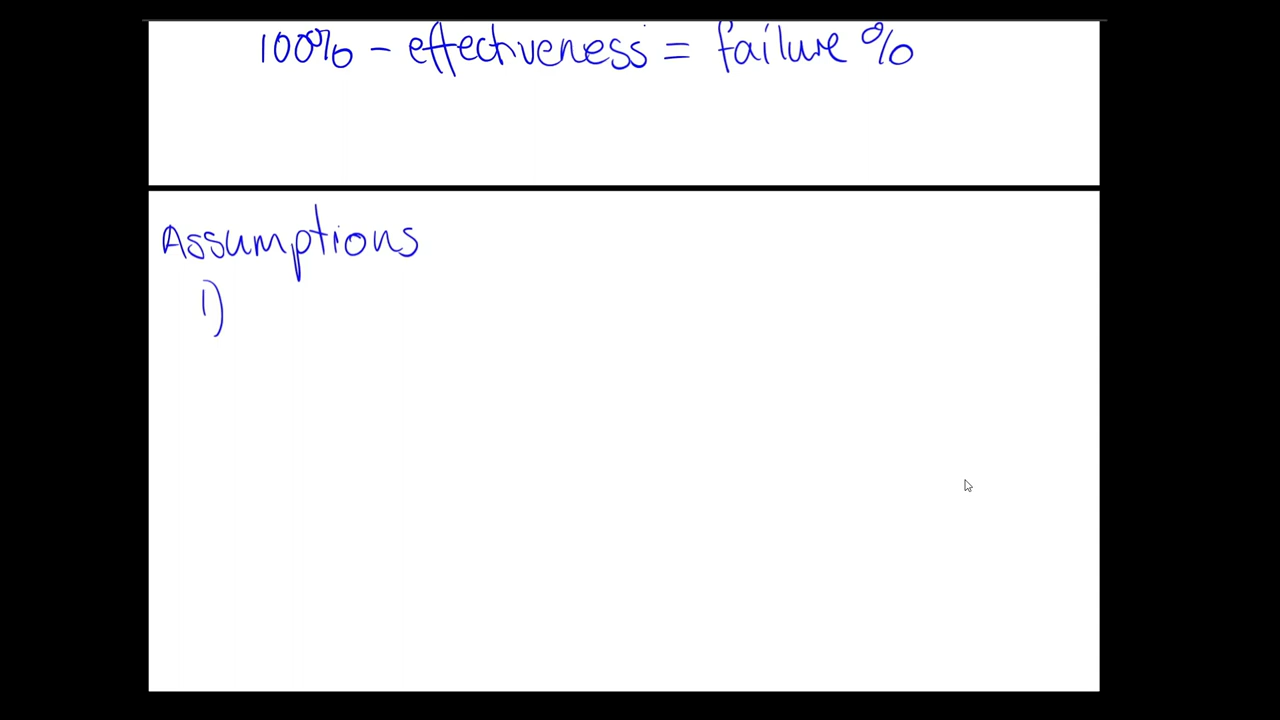 100% - effectiveness = failure %
Assumptions
1)